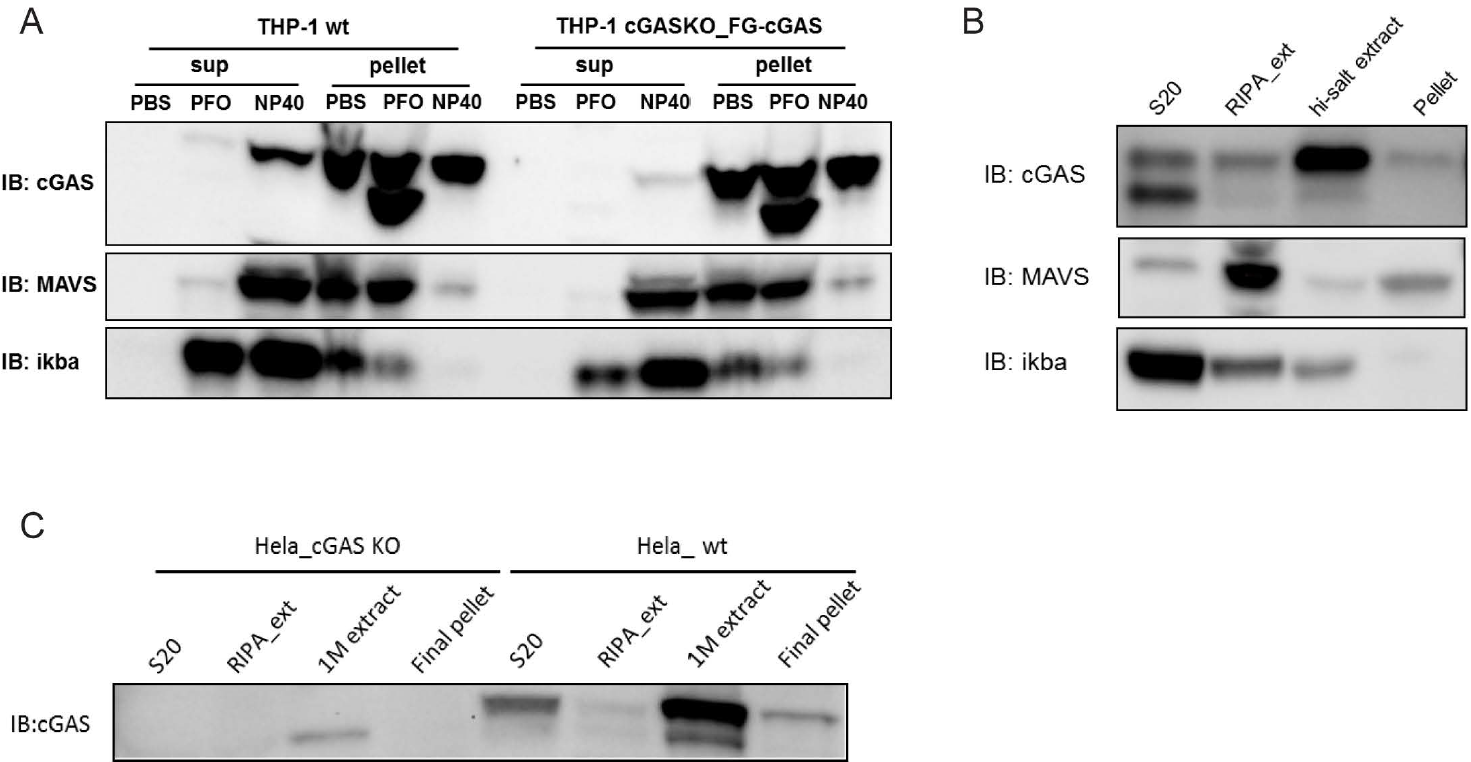 A
THP-1 wt
THP-1 cGASKO_FG-cGAS
sup
pellet
sup
pellet
PBS PFO NP40 PBS PFO NP40
PBS PFO NP40 PBS PFO NP40
IB: cGAS
IB: MAVS
IB: ikba
B
S20
RIPA_ext
hi-salt extract
Pellet
IB: cGAS
IB: MAVS
IB: ikba
C
Hela_cGAS KO
Hela_ wt
S20
RIPA_ext
1M extract
Final pellet
S20
RIPA_ext
1M extract
Final pellet
IB:cGAS